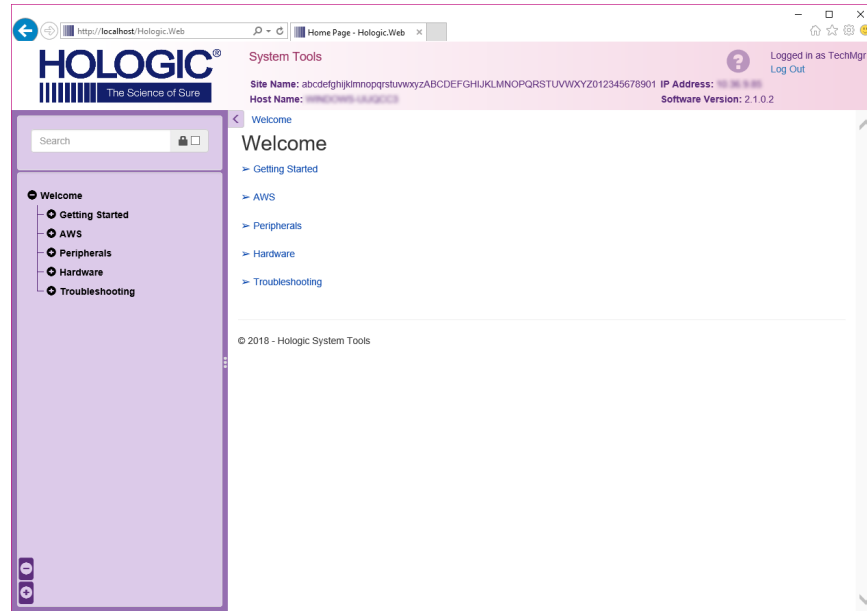 http://localhost/Hologic.Web
Home Page - Hologic.Web
HOLOGIC®
The Science of Sure
System Tools
Logged in as TechMgr
Log Out
Site Name: abcdefghijklmnopqrstuvwxyzABCDEFGHIJKLMNOPQRSTUVWXYZ012345678901 IP Address:
Host Name:
Software Version: 2.1.0.2
Search
Welcome
Getting Started
AWS
Peripherals
Hardware
Troubleshooting
Welcome
Welcome
➢ Getting Started
➢ AWS
➢ Peripherals
➢ Hardware
➢ Troubleshooting
© 2018 - Hologic System Tools